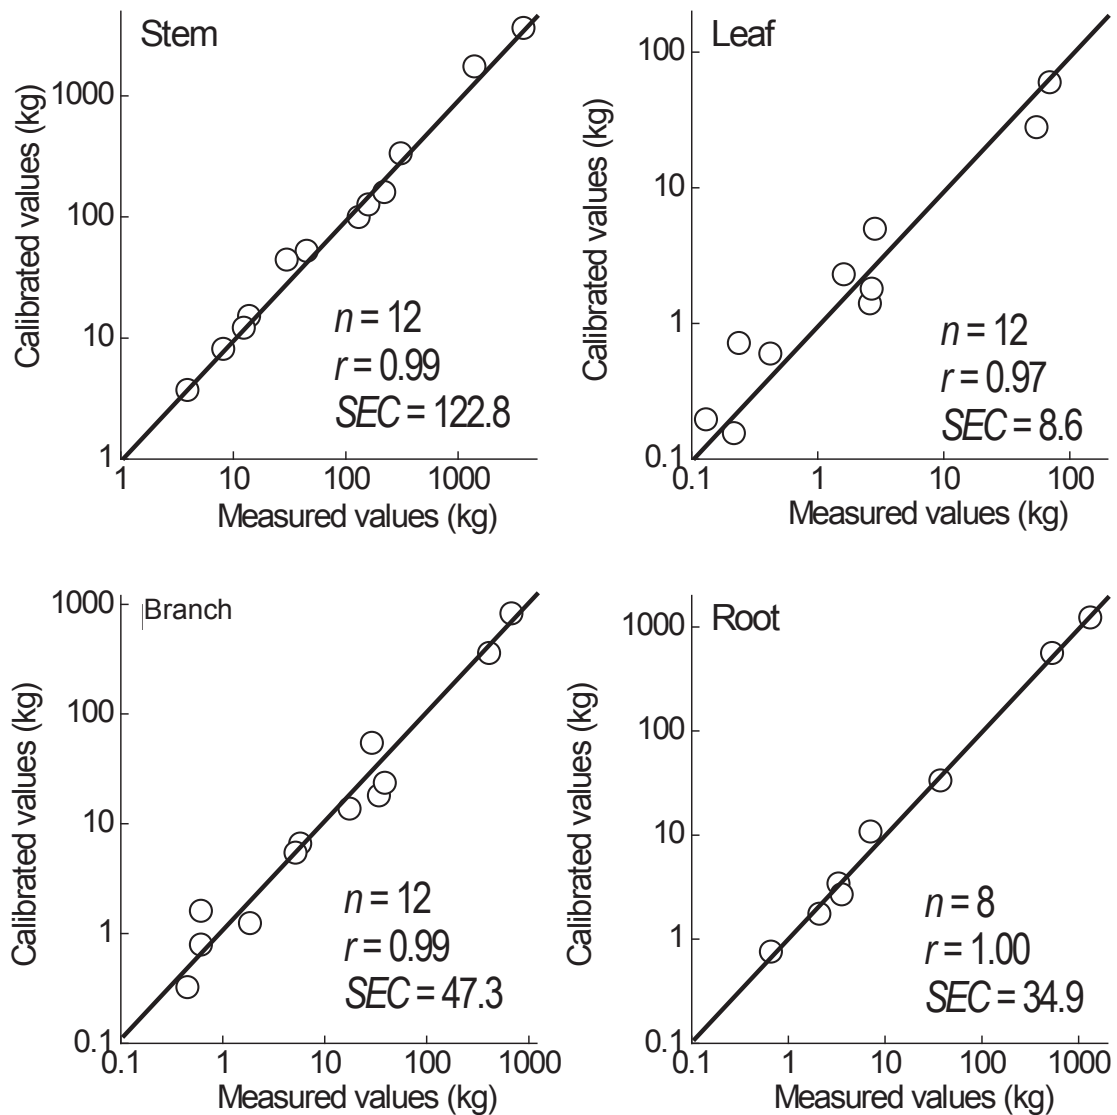 Stem
Calibrated values (kg)
1000
100
10
1
1
10
100
1000
Measured values (kg)
n = 12
r = 0.99
SEC = 122.8
Leaf
Calibrated values (kg)
100
10
1
0.1
0.1
1
10
100
Measured values (kg)
n = 12
r = 0.97
SEC = 8.6
Branch
Calibrated values (kg)
1000
100
10
1
0.1
0.1
1
10
100
1000
Measured values (kg)
n = 12
r = 0.99
SEC = 47.3
Root
Calibrated values (kg)
1000
100
10
1
0.1
0.1
1
10
100
1000
Measured values (kg)
n = 8
r = 1.00
SEC = 34.9